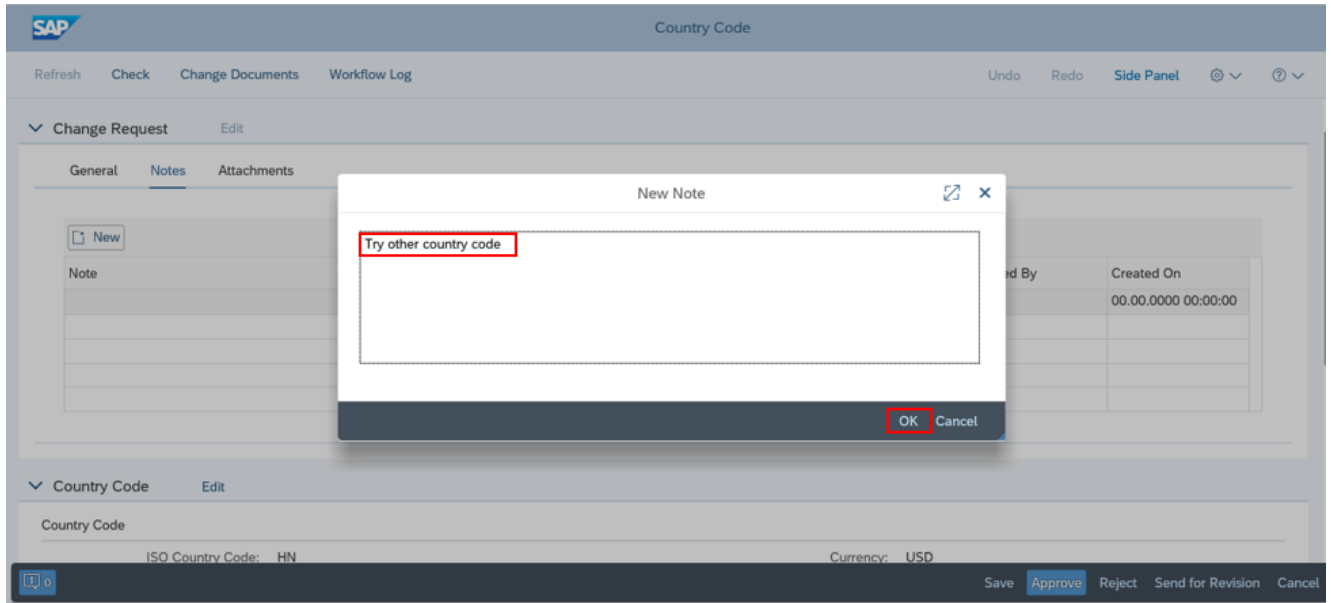 SAP
Country Code
Refresh Check Change Documents Workflow Log Undo Redo Side Panel
Change Request Edit
General Notes Attachments
New Note
New
Try other country code
Note Created On
00.00.0000 00:00:00
OK Cancel
Country Code Edit
Country Code
ISO Country Code: HN Currency: USD
0 Save Approve Reject Send for Revision Cancel